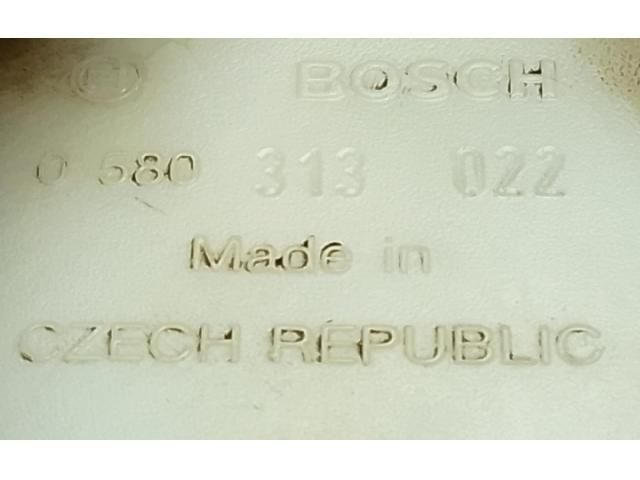 BOSCH
0 580 313 022
Made in
CZECH REPUBLIC